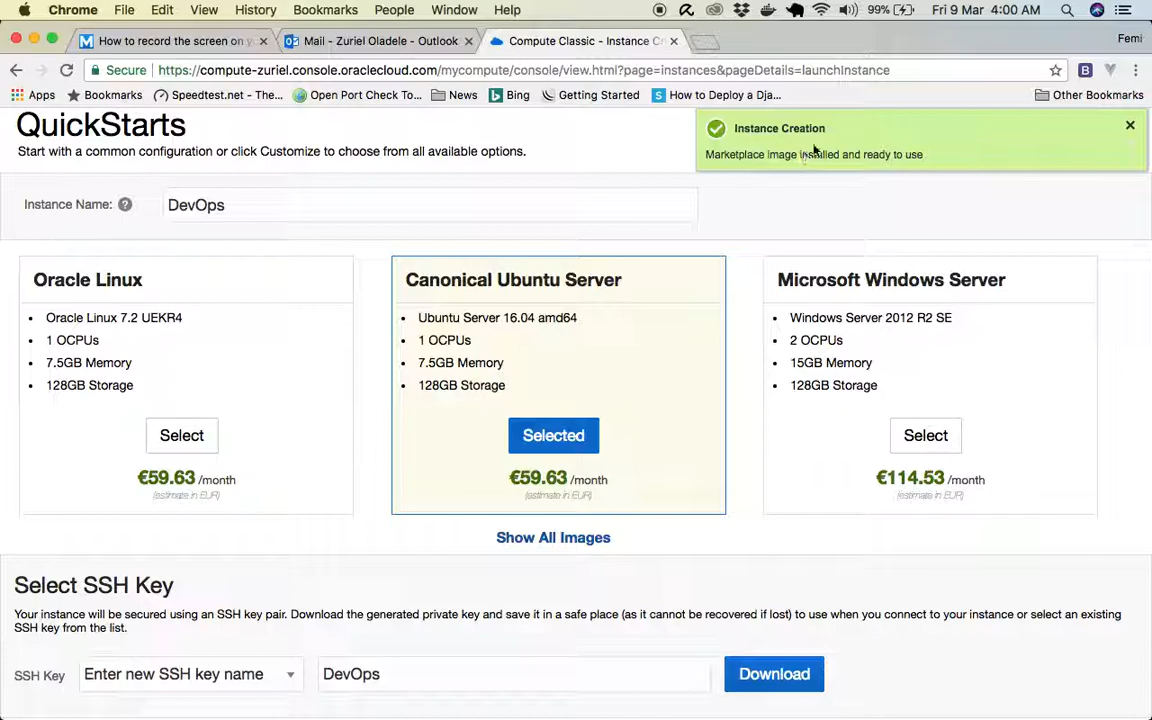 Chrome File Edit View History Bookmarks People Window Help 99% Fri 9 Mar 4:00 AM
How to record the screen on y Mail - Zuriel Oladele - Outlook Compute Classic - Instance Cr Femi
Secure https://compute-zuriel.console.oraclecloud.com/mycompute/console/view.html?page=instances&pageDetails=launchInstance
Apps Bookmarks Speedtest.net - The... Open Port Check To... News Bing Getting Started How to Deploy a Dja... Other Bookmarks
QuickStarts
Start with a common configuration or click Customize to choose from all available options.
Instance Creation
Marketplace image installed and ready to use
Instance Name: ? DevOps
Oracle Linux
Oracle Linux 7.2 UEKR4
1 OCPUs
7.5GB Memory
128GB Storage
Select
€59.63 /month
(estimate in EUR)
Canonical Ubuntu Server
Ubuntu Server 16.04 amd64
1 OCPUs
7.5GB Memory
128GB Storage
Selected
€59.63 /month
(estimate in EUR)
Microsoft Windows Server
Windows Server 2012 R2 SE
2 OCPUs
15GB Memory
128GB Storage
Select
€114.53 /month
(estimate in EUR)
Show All Images
Select SSH Key
Your instance will be secured using an SSH key pair. Download the generated private key and save it in a safe place (as it cannot be recovered if lost) to use when you connect to your instance or select an existing
SSH key from the list.
SSH Key Enter new SSH key name DevOps Download